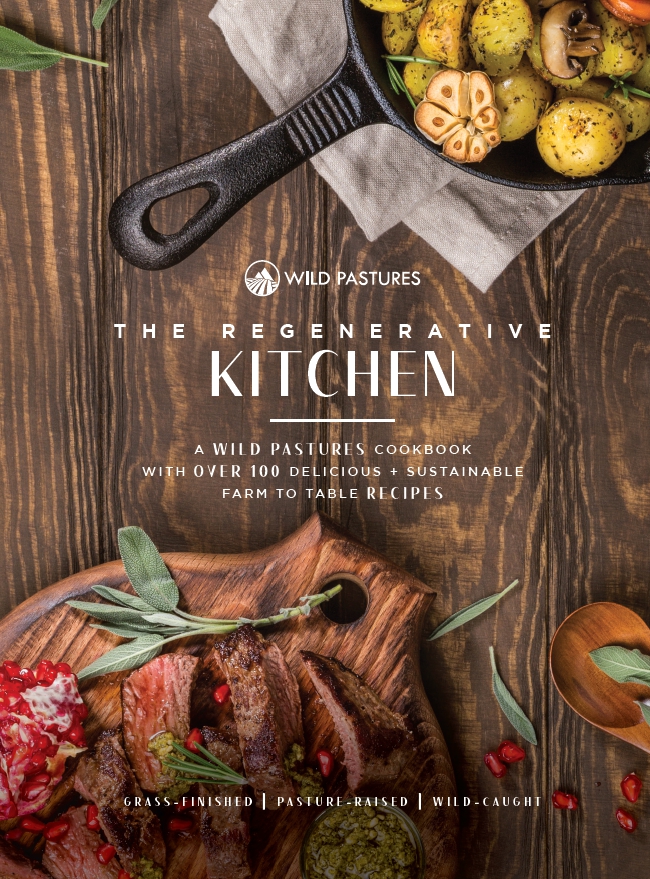 WILD PASTURES
THE REGENERATIVE
KITCHEN
A WILD PASTURES COOKBOOK
WITH OVER 100 DELICIOUS + SUSTAINABLE
FARM TO TABLE RECIPES
GRASS-FINISHED | PASTURE-RAISED | WILD-CAUGHT